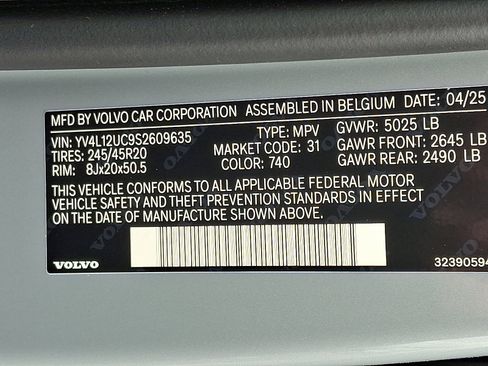 MFD BY VOLVO CAR CORPORATION ASSEMBLED IN BELGIUM DATE: 04/25
VIN: YV4L12UC9S2609635 TYPE: MPV GVWR: 5025 LB
TIRES: 245/45R20 MARKET CODE: 31 GAWR FRONT: 2645 LB
RIM: 8Jx20x50.5 COLOR: 740 GAWR REAR: 2490 LB
THIS VEHICLE CONFORMS TO ALL APPLICABLE FEDERAL MOTOR
VEHICLE SAFETY AND THEFT PREVENTION STANDARDS IN EFFECT
ON THE DATE OF MANUFACTURE SHOWN ABOVE.
VOLVO
32390594